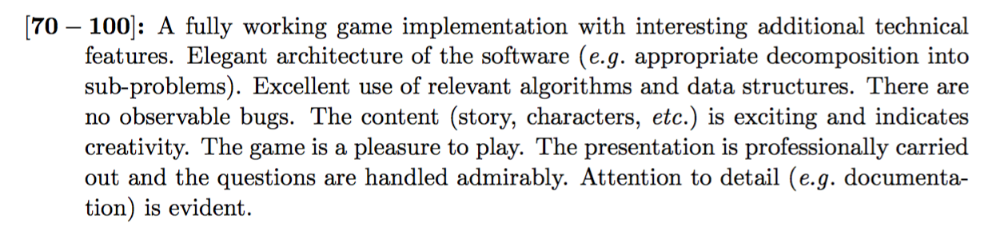 [70 – 100]: A fully working game implementation with interesting additional technical
features. Elegant architecture of the software (e.g. appropriate decomposition into
sub-problems). Excellent use of relevant algorithms and data structures. There are
no observable bugs. The content (story, characters, etc.) is exciting and indicates
creativity. The game is a pleasure to play. The presentation is professionally carried
out and the questions are handled admirably. Attention to detail (e.g. documenta-
tion) is evident.